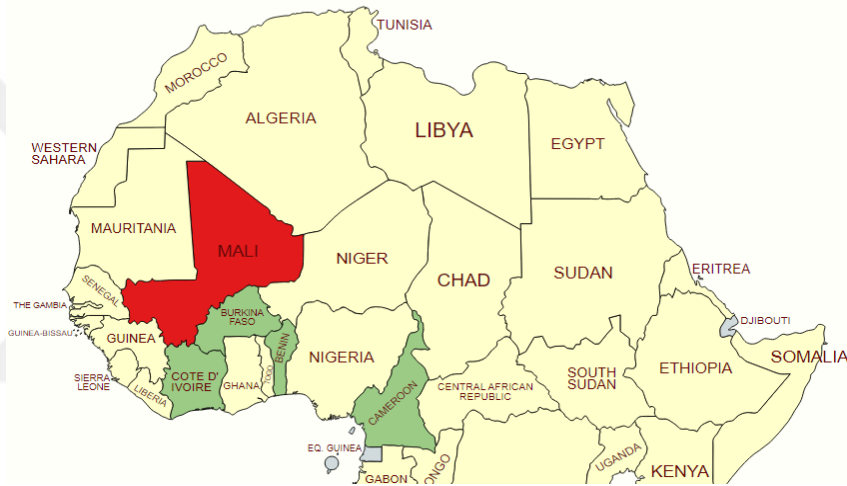 TUNISIA
MOROCCO
ALGERIA
LIBYA
EGYPT
WESTERN
SAHARA
MAURITANIA
MALI
NIGER
CHAD
SUDAN
ERITREA
SENEGAL
THE GAMBIA
BURKINA
FASO
DJIBOUTI
GUINEA-BISSAU
GUINEA
BENIN
NIGERIA
SOMALIA
COTE D'
IVOIRE
GHANA
TOGO
SOUTH
SUDAN
ETHIOPIA
SIERRA
LEONE
LIBERIA
CAMEROON
CENTRAL AFRICAN
REPUBLIC
EQ. GUINEA
GABON
ONGO
UGANDA
KENYA